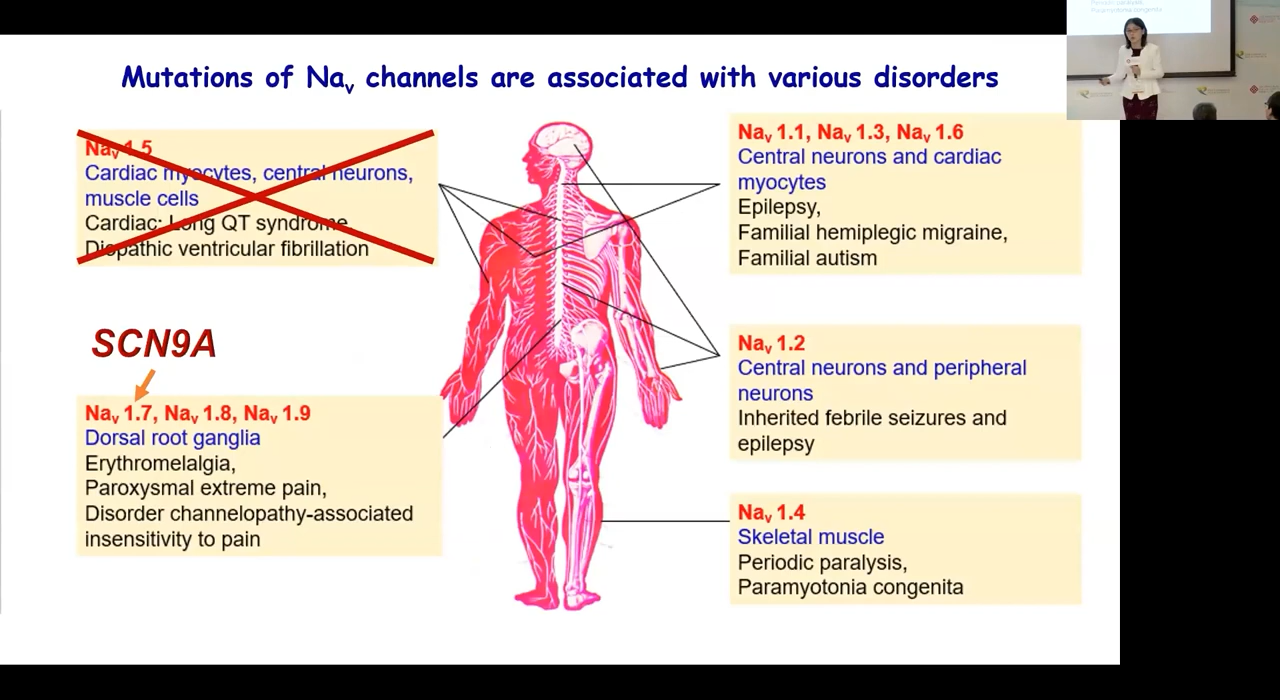 Mutations of Nav channels are associated with various disorders
Nav 1.5
Cardiac myocytes, central neurons,
muscle cells
Cardiac: Long QT syndrome,
Diopathic ventricular fibrillation
SCN9A
Nav 1.7, Nav 1.8, Nav 1.9
Dorsal root ganglia
Erythromelalgia,
Paroxysmal extreme pain,
Disorder channelopathy-associated
insensitivity to pain
Nav 1.1, Nav 1.3, Nav 1.6
Central neurons and cardiac
myocytes
Epilepsy,
Familial hemiplegic migraine,
Familial autism
Nav 1.2
Central neurons and peripheral
neurons
Inherited febrile seizures and
epilepsy
Nav 1.4
Skeletal muscle
Periodic paralysis,
Paramyotonia congenita
Periodic paralysis,
Paramyotonia congenita